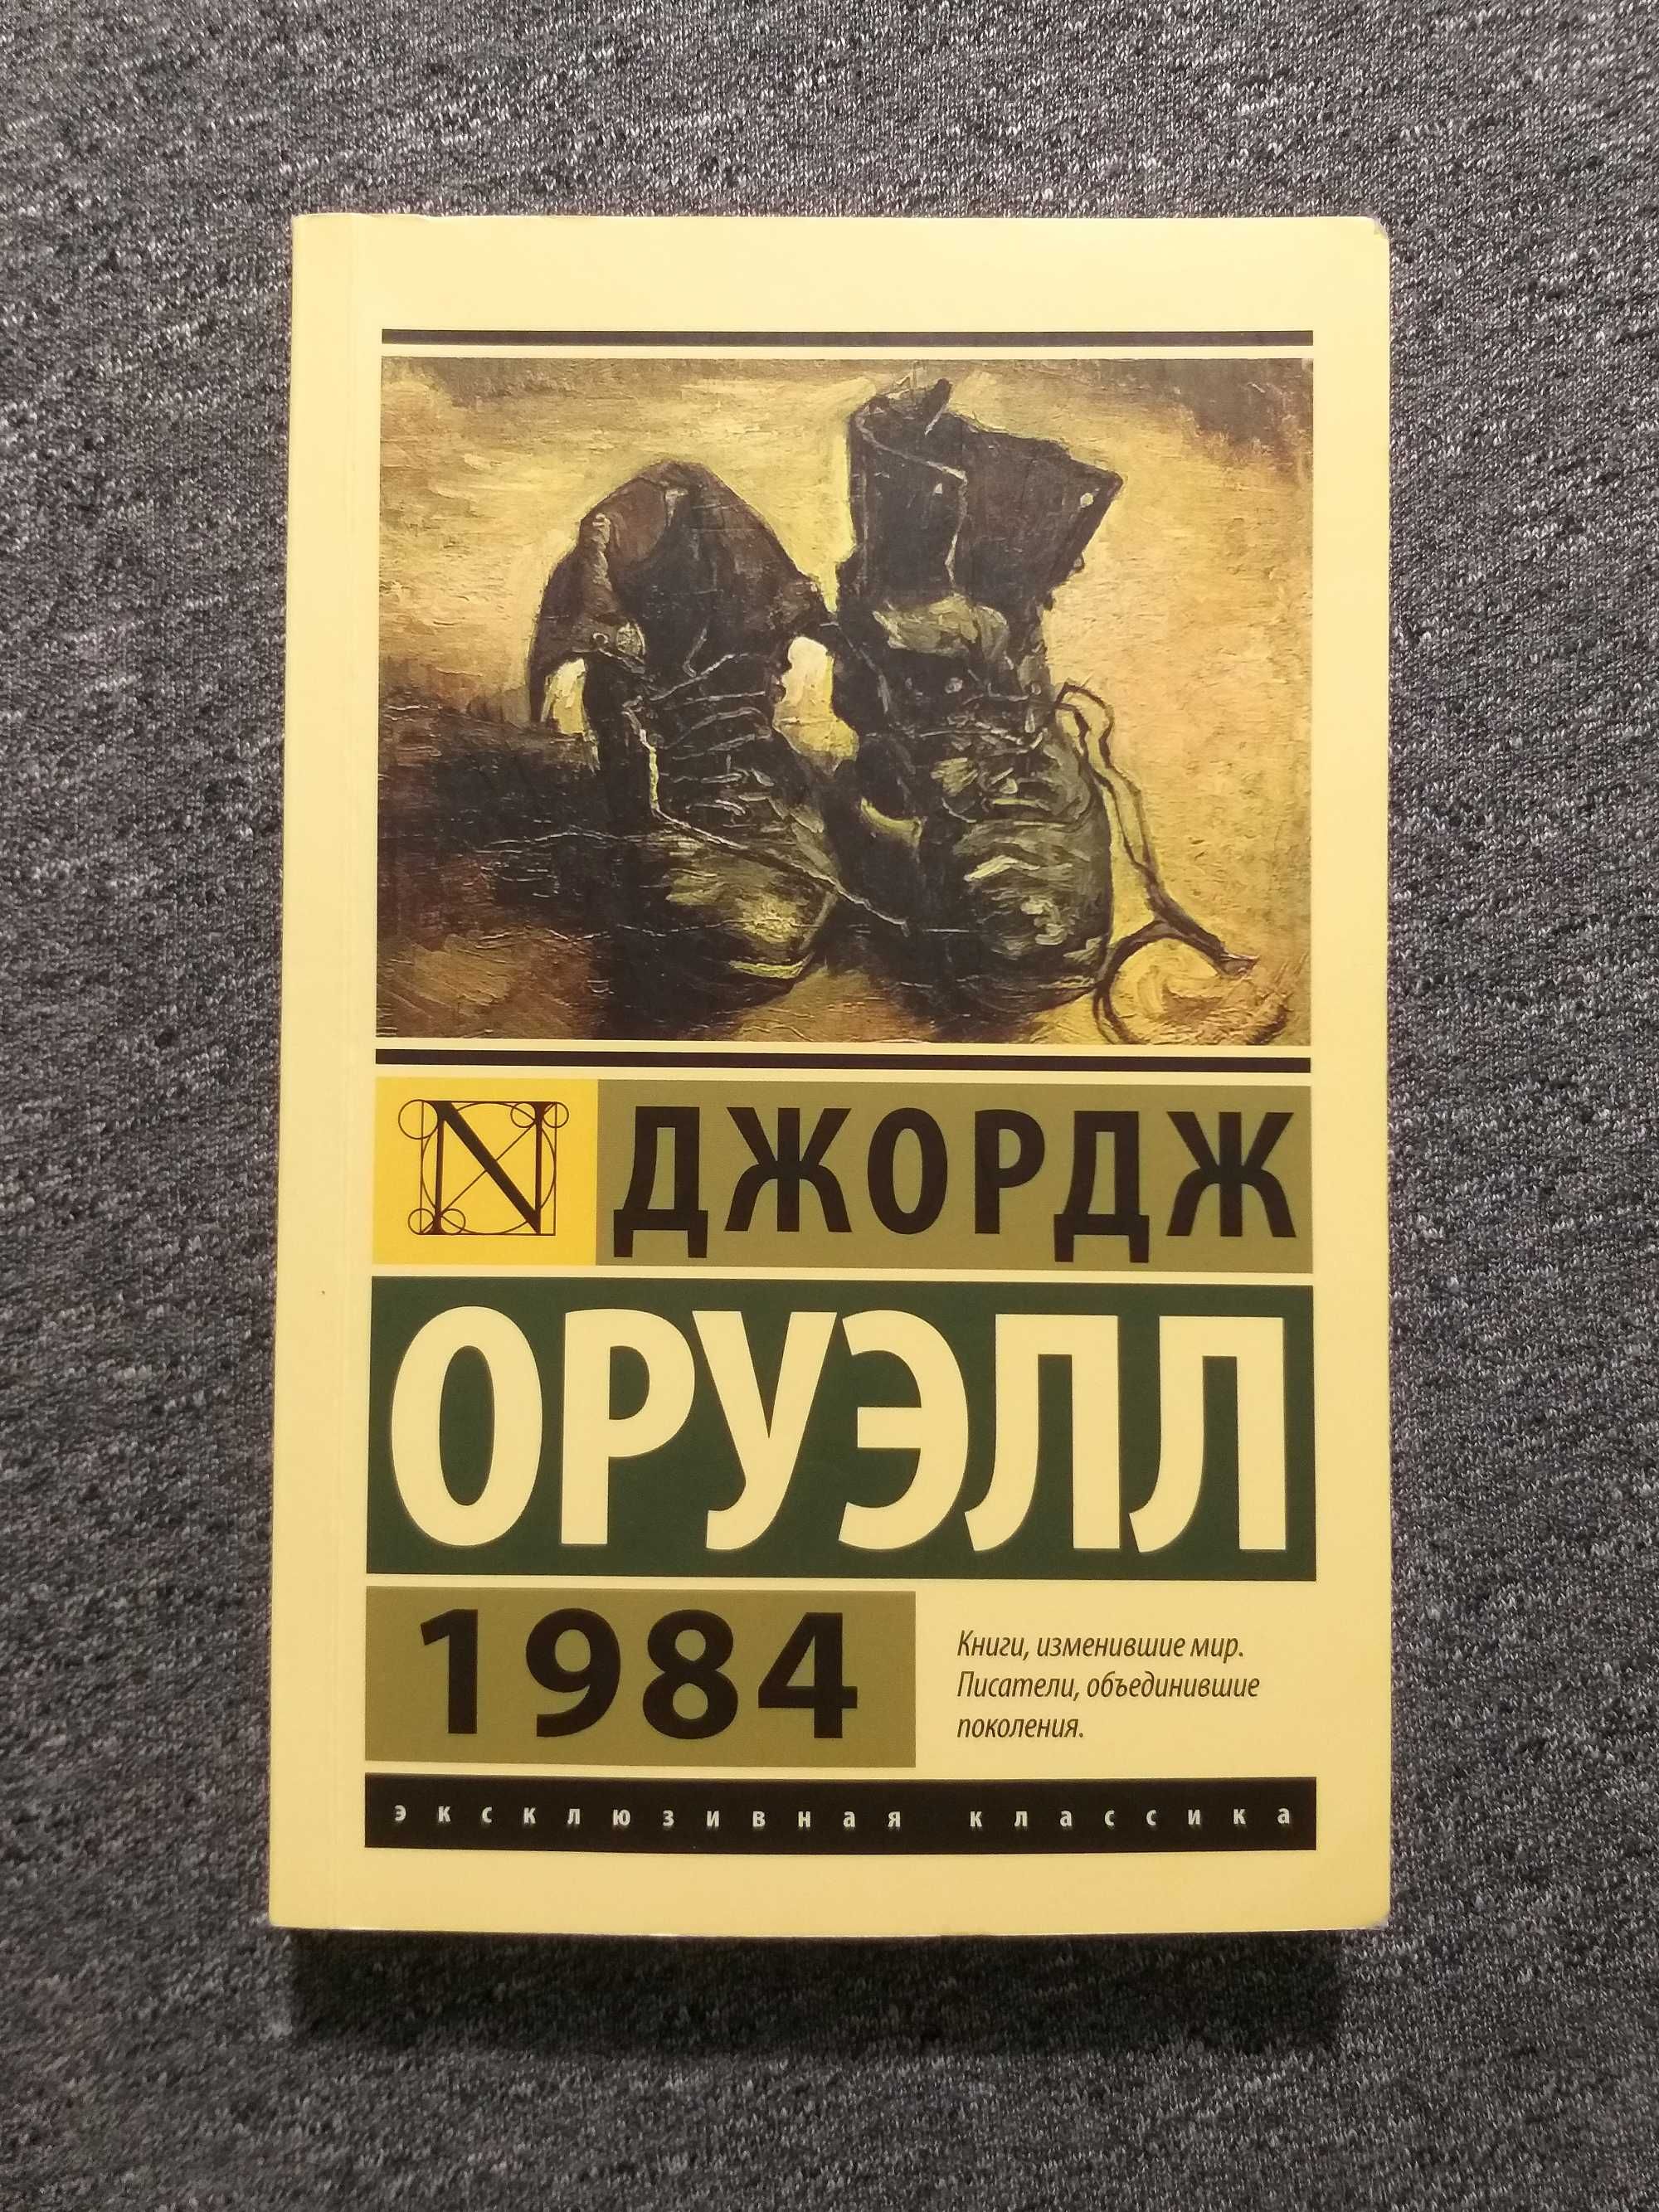 N
ДЖОРДЖ
ОРУЭЛЛ
1984
Книги, изменившие мир.
Писатели, объединившие
поколения.
эксклюзивная классика